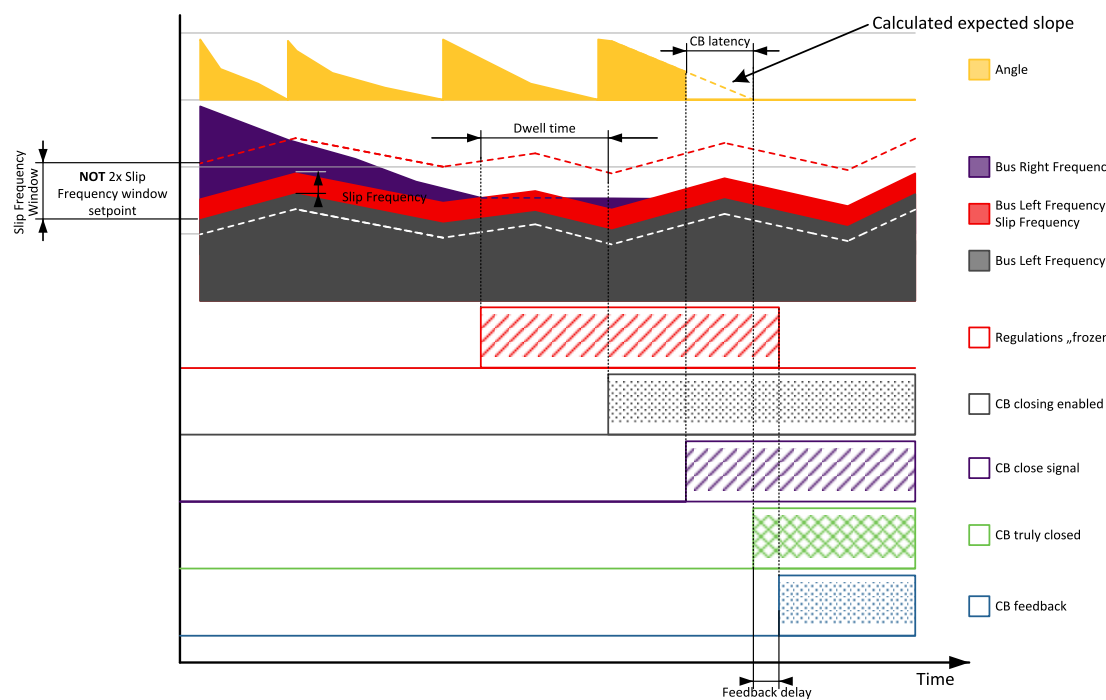 Calculated expected slope
CB latency
Angle
Dwell time
Slip Frequency
Window
NOT 2x Slip
Frequency window
setpoint
Slip Frequency
Bus Right Frequenc
Bus Left Frequency
Slip Frequency
Bus Left Frequency
Regulations „frozen
CB closing enabled
CB close signal
CB truly closed
CB feedback
Time
Feedback delay